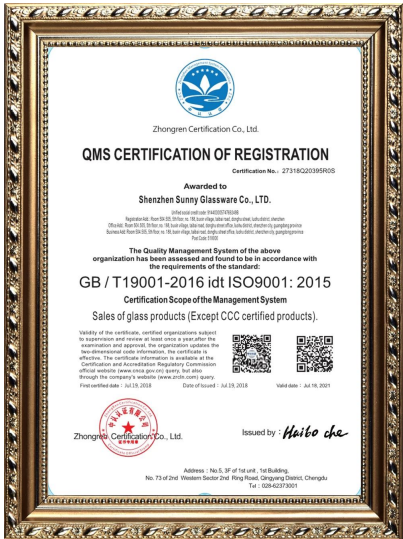 Zhongren Certification Co., Ltd.
QMS CERTIFICATION OF REGISTRATION
Certification No.: 27318Q20395R0S
Awarded to
Shenzhen Sunny Glassware Co., LTD.
The Quality Management System of the above
organization has been assessed and found to be in accordance with
the requirements of the standard:
GB / T19001-2016 idt ISO9001: 2015
Certification Scope of the Management System
Sales of glass products (Except CCC certified products).
Validity of the certificate, certified organizations subject
to supervision and review at least once a year,after the
examination and approval, the organization updates the
two-dimensional code information, the certificate is
effective. The certificate information is available at the
Certification and Accreditation Regulatory Commission
official website (www.cnca.gov.cn) query, but also
through the company's website (www.zrcltn.com) query.
First certified date : Jul.19, 2018 Date of Issued : Jul.19, 2018 Valid date : Jul.18, 2021
Zhongren Certification Co., Ltd.
Issued by : Haibo che
Address : No.5, 3F of 1st unit , 1st Building,
No. 73 of 2nd Western Sector 2nd Ring Road, Qingyang District, Chengdu
Tel : 028-62373001